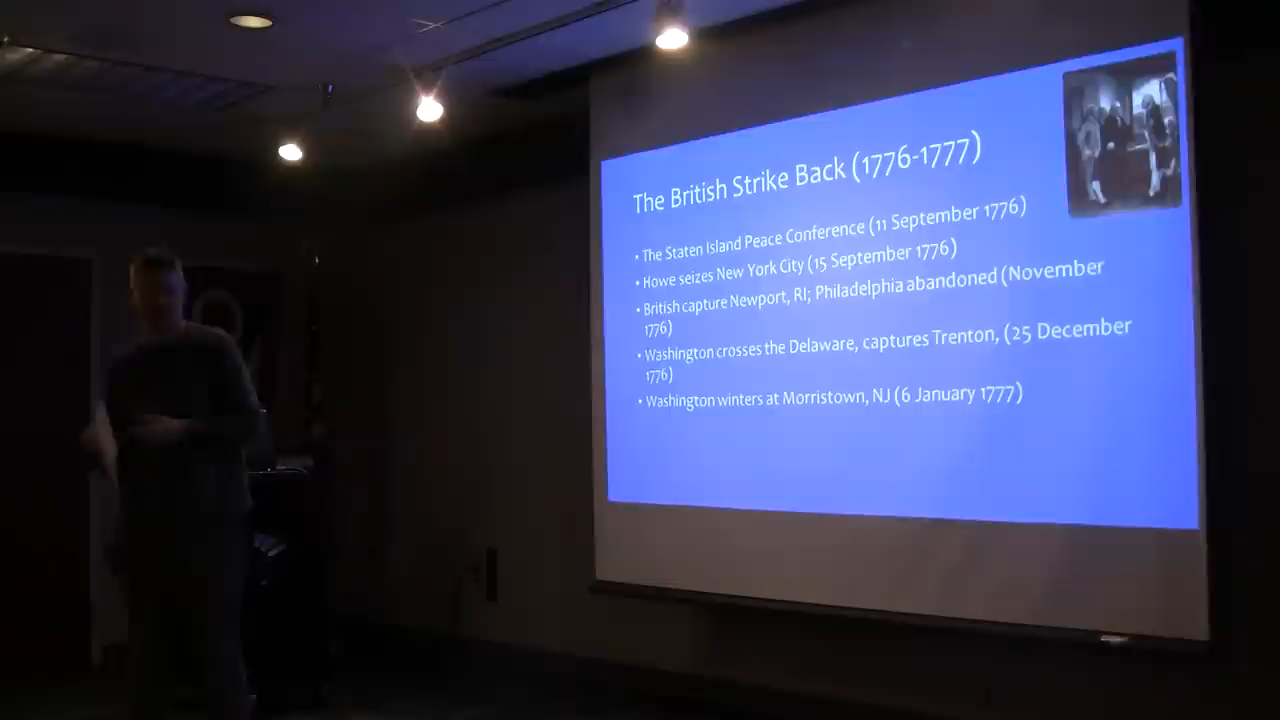 The British Strike Back (1776-1777)
• The Staten Island Peace Conference (11 September 1776)
• Howe seizes New York City (15 September 1776)
• British capture Newport, RI; Philadelphia abandoned (November
1776)
• Washington crosses the Delaware, captures Trenton, (25 December
1776)
• Washington winters at Morristown, NJ (6 January 1777)